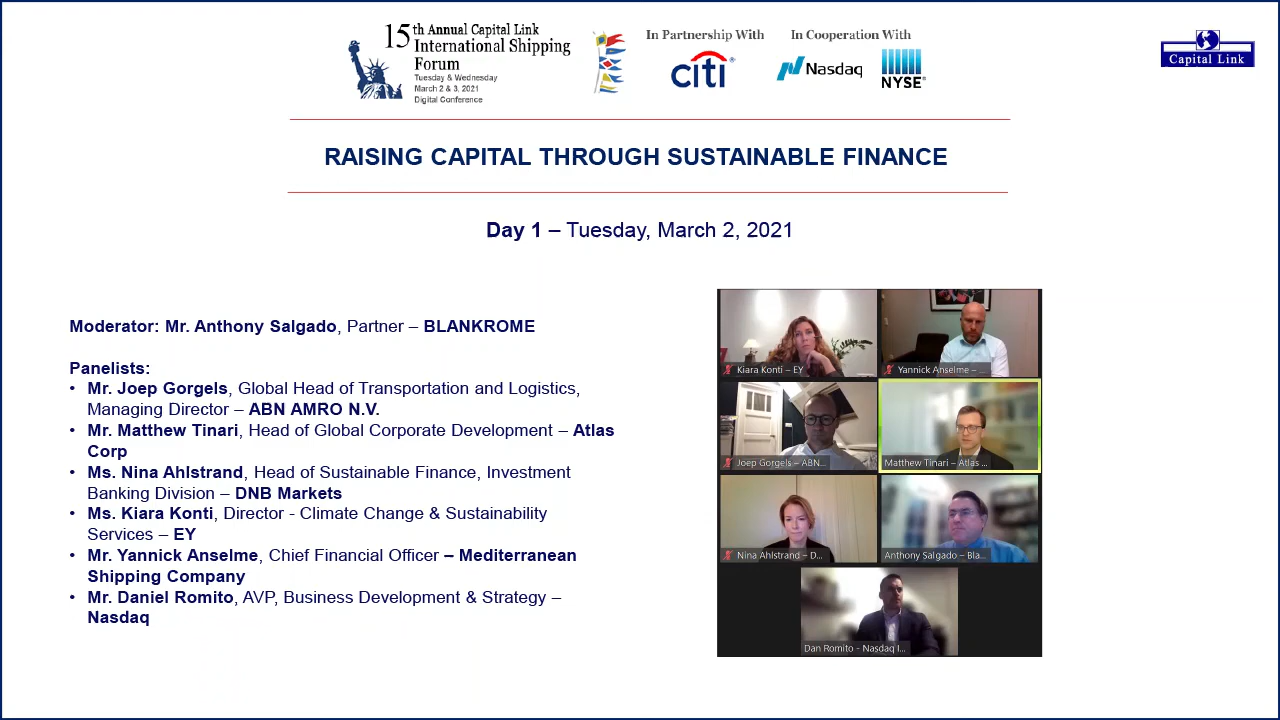 15th Annual Capital Link
International Shipping
Forum
Tuesday & Wednesday
March 2 & 3, 2021
Digital Conference
In Partnership With
citi®
In Cooperation With
Nasdaq
NYSE®
Capital Link
RAISING CAPITAL THROUGH SUSTAINABLE FINANCE
Day 1 – Tuesday, March 2, 2021
Moderator: Mr. Anthony Salgado, Partner – BLANKROME
Panelists:
• Mr. Joep Gorgels, Global Head of Transportation and Logistics,
Managing Director – ABN AMRO N.V.
• Mr. Matthew Tinari, Head of Global Corporate Development – Atlas
Corp
• Ms. Nina Ahlstrand, Head of Sustainable Finance, Investment
Banking Division – DNB Markets
• Ms. Kiara Konti, Director - Climate Change & Sustainability
Services – EY
• Mr. Yannick Anselme, Chief Financial Officer – Mediterranean
Shipping Company
• Mr. Daniel Romito, AVP, Business Development & Strategy –
Nasdaq
Kiara Konti – EY
Yannick Anselme – ...
Joep Gorgels – ABN...
Matthew Tinari – Atlas ...
Nina Ahlstrand – D...
Anthony Salgado – Bla...
Dan Romito - Nasdaq I...